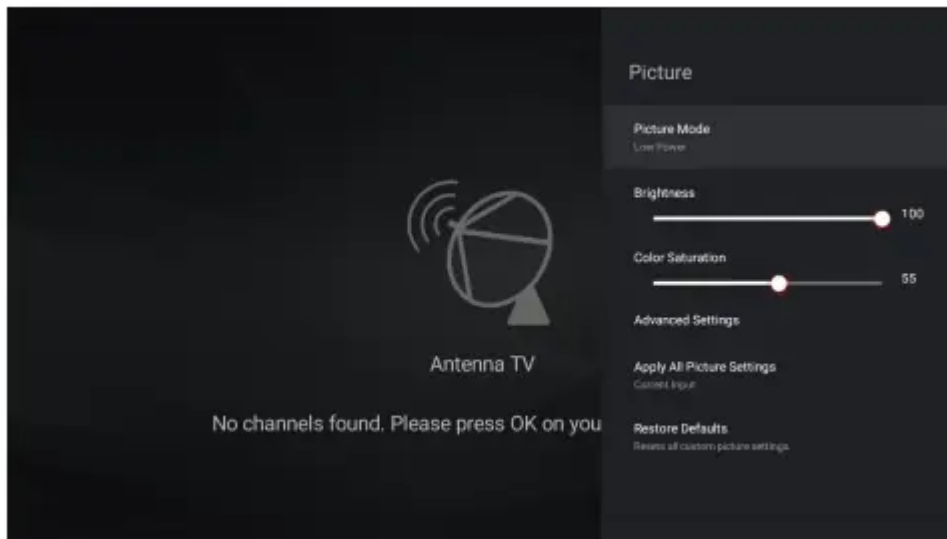 Picture
Picture Mode
Low Power
Brightness
100
Color Saturation
55
Advanced Settings
Apply All Picture Settings
Current Input
Restore Defaults
Resets all custom picture settings.
Antenna TV
No channels found. Please press OK on you